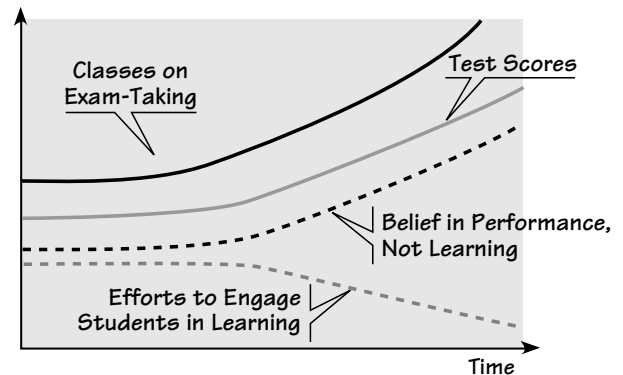 Classes on
Exam-Taking
Test Scores
Belief in Performance,
Not Learning
Efforts to Engage
Students in Learning
Time